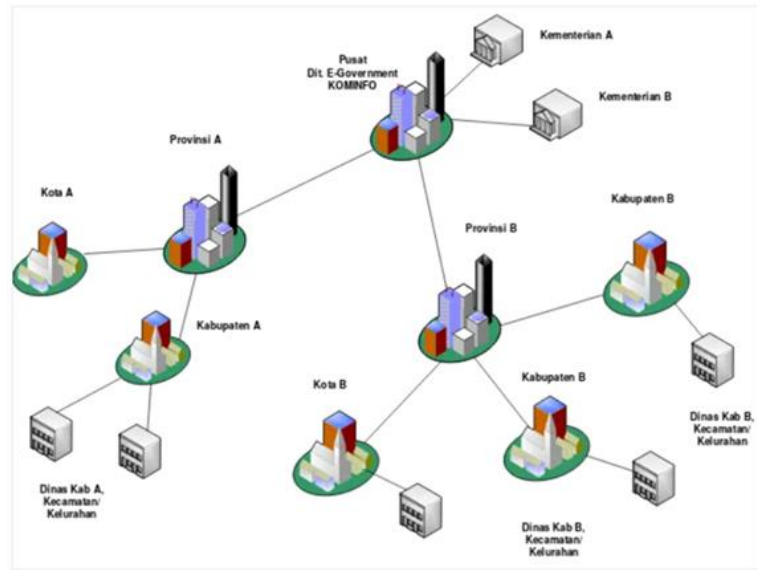 Kementerian A
Pusat
Dit. E-Government
KOMINFO
Kementerian B
Provinsi A
Kota A
Kabupaten B
Provinsi B
Kabupaten A
Kota B
Kabupaten B
Dinas Kab B,
Kecamatan/
Kelurahan
Dinas Kab A,
Kecamatan/
Kelurahan
Dinas Kab B,
Kecamatan/
Kelurahan